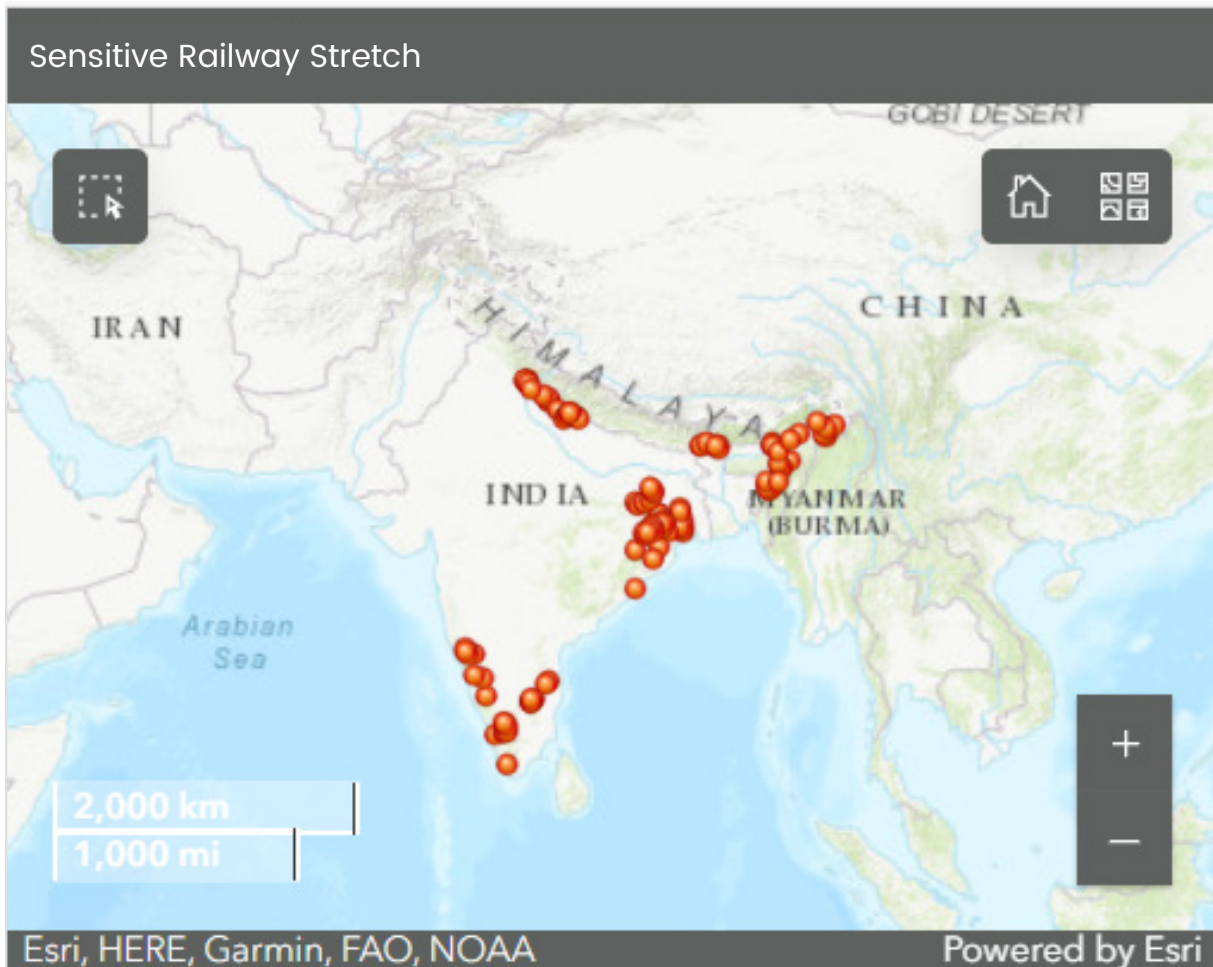 Sensitive Railway Stretch
GOBI DESERT
CHINA
IRAN
HIMALAYA
INDIA
MYANMAR
(BURMA)
Arabian
Sea
2,000 km
1,000 mi
Esri, HERE, Garmin, FAO, NOAA
Powered by Esri